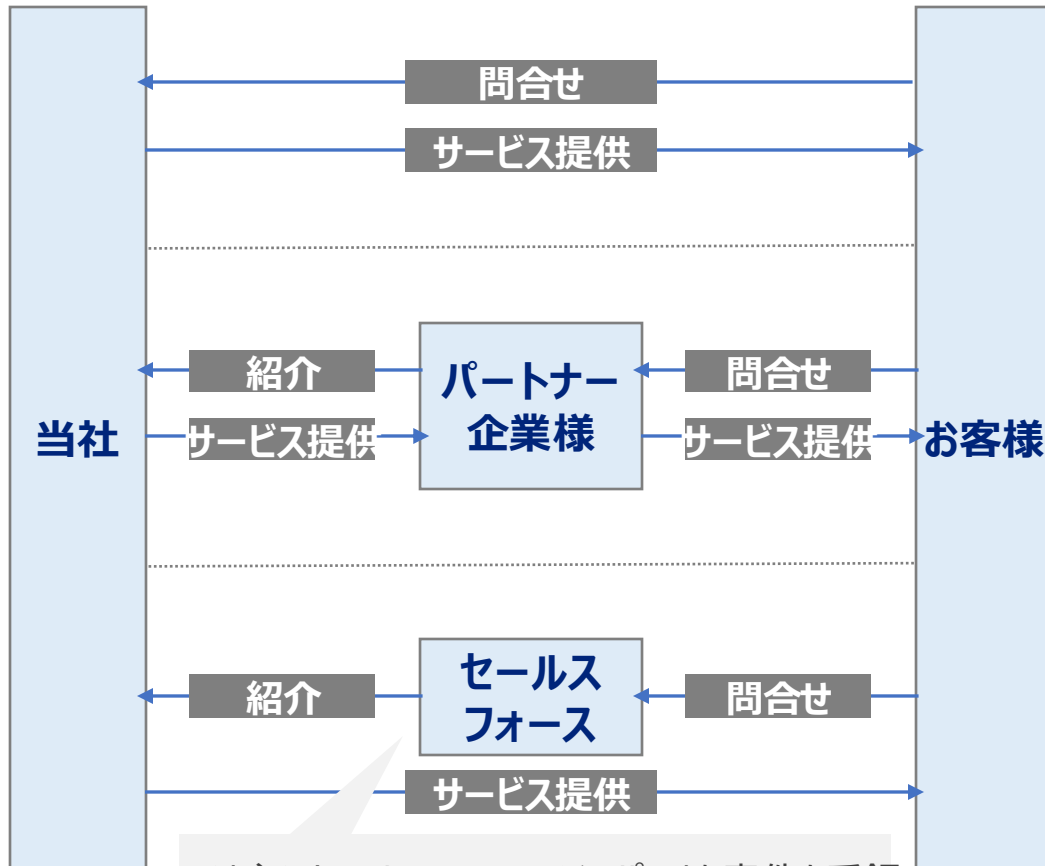 問合せ
サービス提供
紹介
パートナー
企業様
問合せ
当社
サービス提供
サービス提供
お客様
紹介
セールス
フォース
問合せ
サービス提供